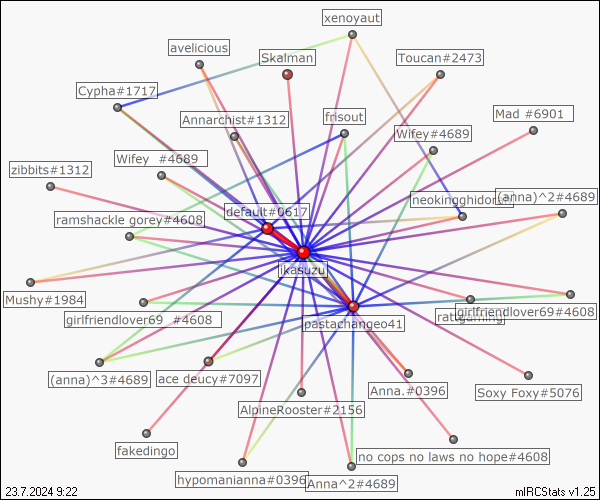 xenoyaut
avelicious
Skalman
Toucan#2473
Cypha#1717
Annarchist#1312
frisout
Mad #6901
Wifey#4689
Wifey  #4689
zibbits#1312
(anna)^2#4689
default#0617
ramshackle gorey#4608
ikasuzu
Mushy#1984
girlfriendlover69  #4608
girlfriendlover69#4608
pastachangeo41
(anna)^3#4689
ace deucy#7097
Anna.#0396
Soxy Foxy#5076
AlpineRooster#2156
fakedingo
no cops no laws no hope#4608
hypomanianna#0396
Anna^2#4689
23.7.2024 9:22
mIRCStats v1.25